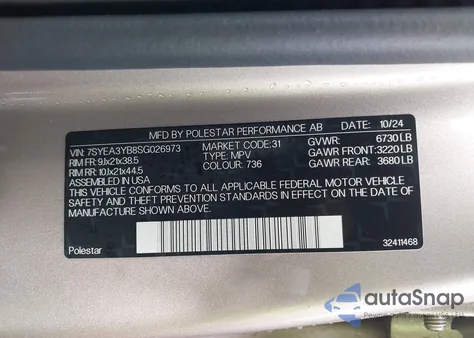 MFD BY POLESTAR PERFORMANCE AB DATE: 10/24
VIN: 7SYEA3YB8SG026973 MARKET CODE:31 GVWR: 6730 LB
RIM FR: 9Jx21x38.5 TYPE: MPV GAWR FRONT:3220 LB
RIM RR: 10Jx21x44.5 COLOUR: 736 GAWR REAR: 3680 LB
ASSEMBLED IN USA
THIS VEHICLE CONFORMS TO ALL APPLICABLE FEDERAL MOTOR VEHICLE
SAFETY AND THEFT PREVENTION STANDARDS IN EFFECT ON THE DATE OF
MANUFACTURE SHOWN ABOVE.
Polestar 32411468
autoSnap